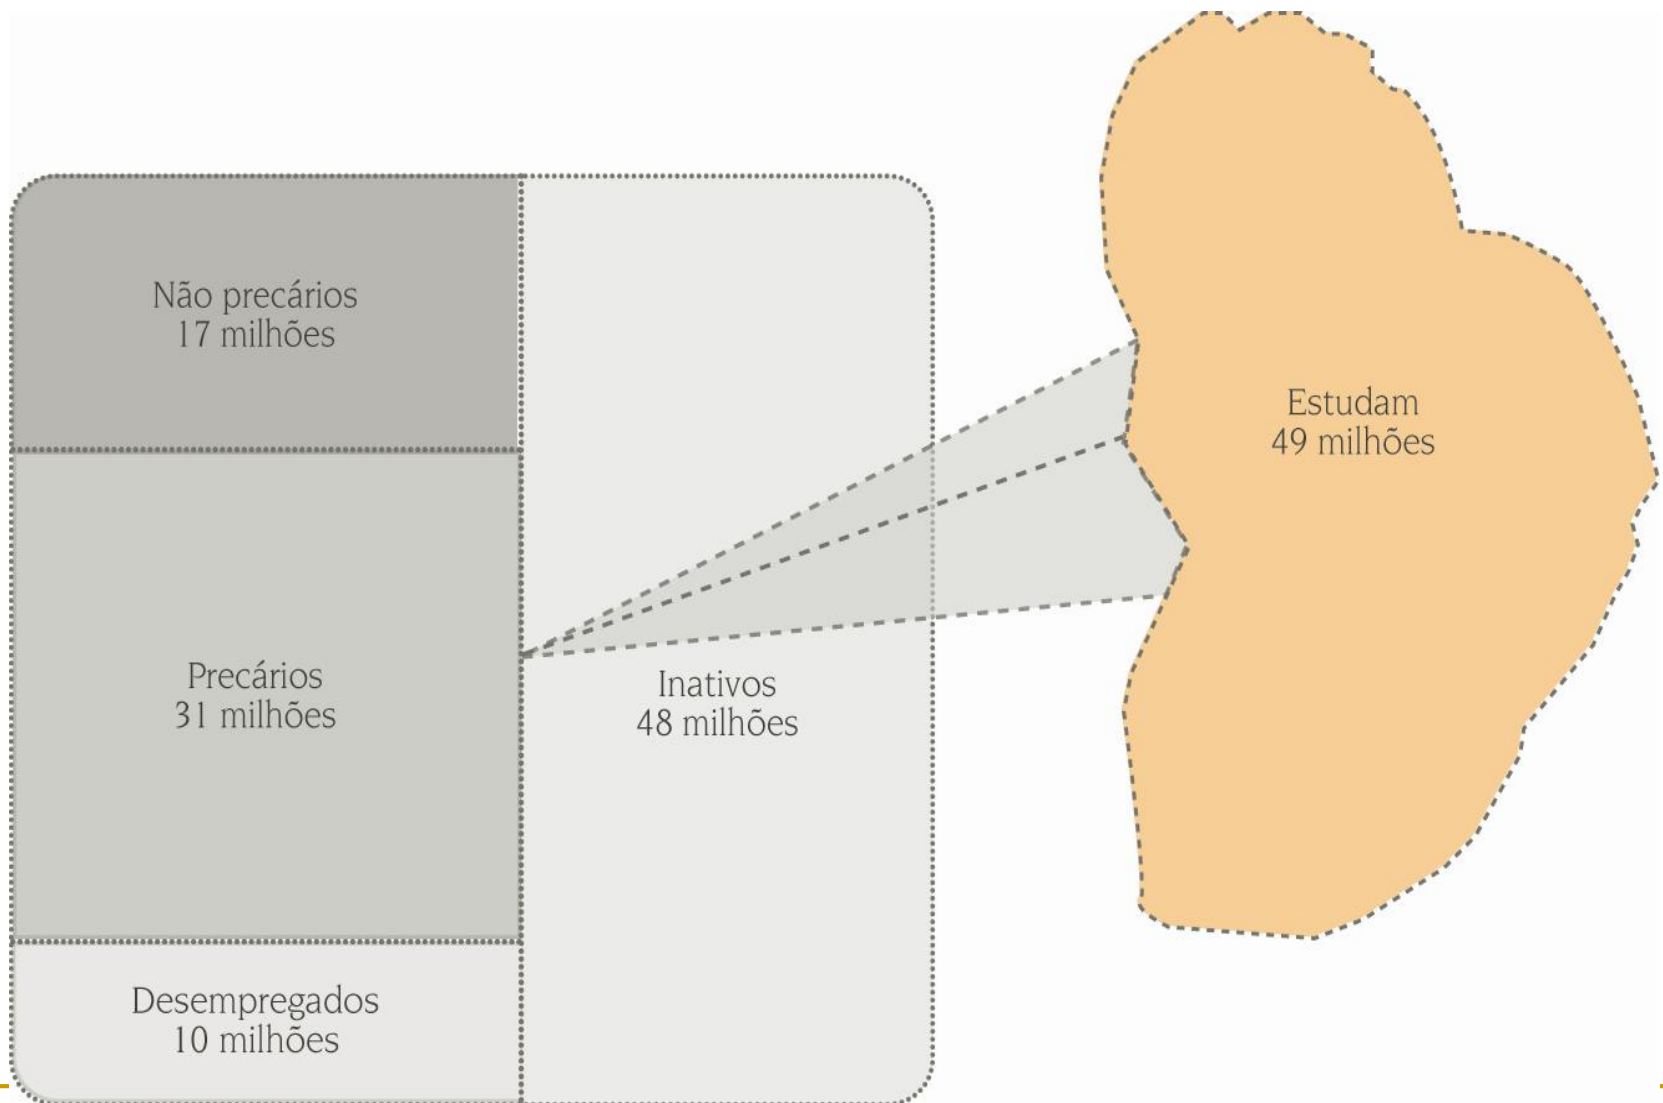 Não precários
17 milhões
Precários
31 milhões
Desempregados
10 milhões
Inativos
48 milhões
Estudam
49 milhões